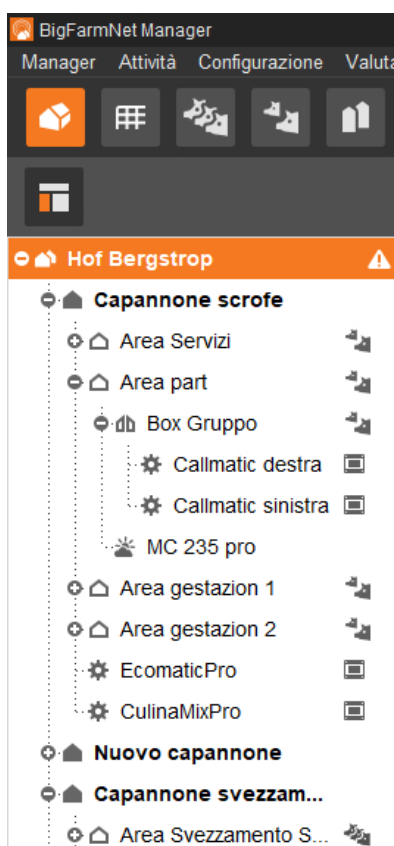 BigFarmNet Manager
Manager Attività Configurazione Valuta
Hof Bergstrop
Capannone scrofe
Area Servizi
Area part
Box Gruppo
Callmatic destra
Callmatic sinistra
MC 235 pro
Area gestazion 1
Area gestazion 2
EcomaticPro
CulinaMixPro
Nuovo capannone
Capannone svezzam...
Area Svezzamento S...